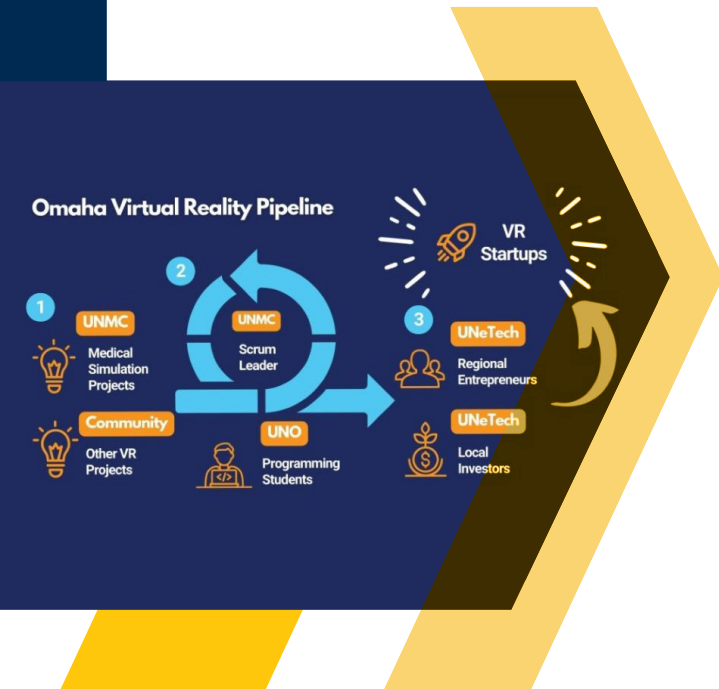 Omaha Virtual Reality Pipeline
1
UNMC
Medical
Simulation
Projects
Community
Other VR
Projects
2
UNMC
Scrum
Leader
UNO
</>
Programming
Students
3
UNeTech
Regional
Entrepreneurs
UNeTech
$
Local
Investors
VR
Startups